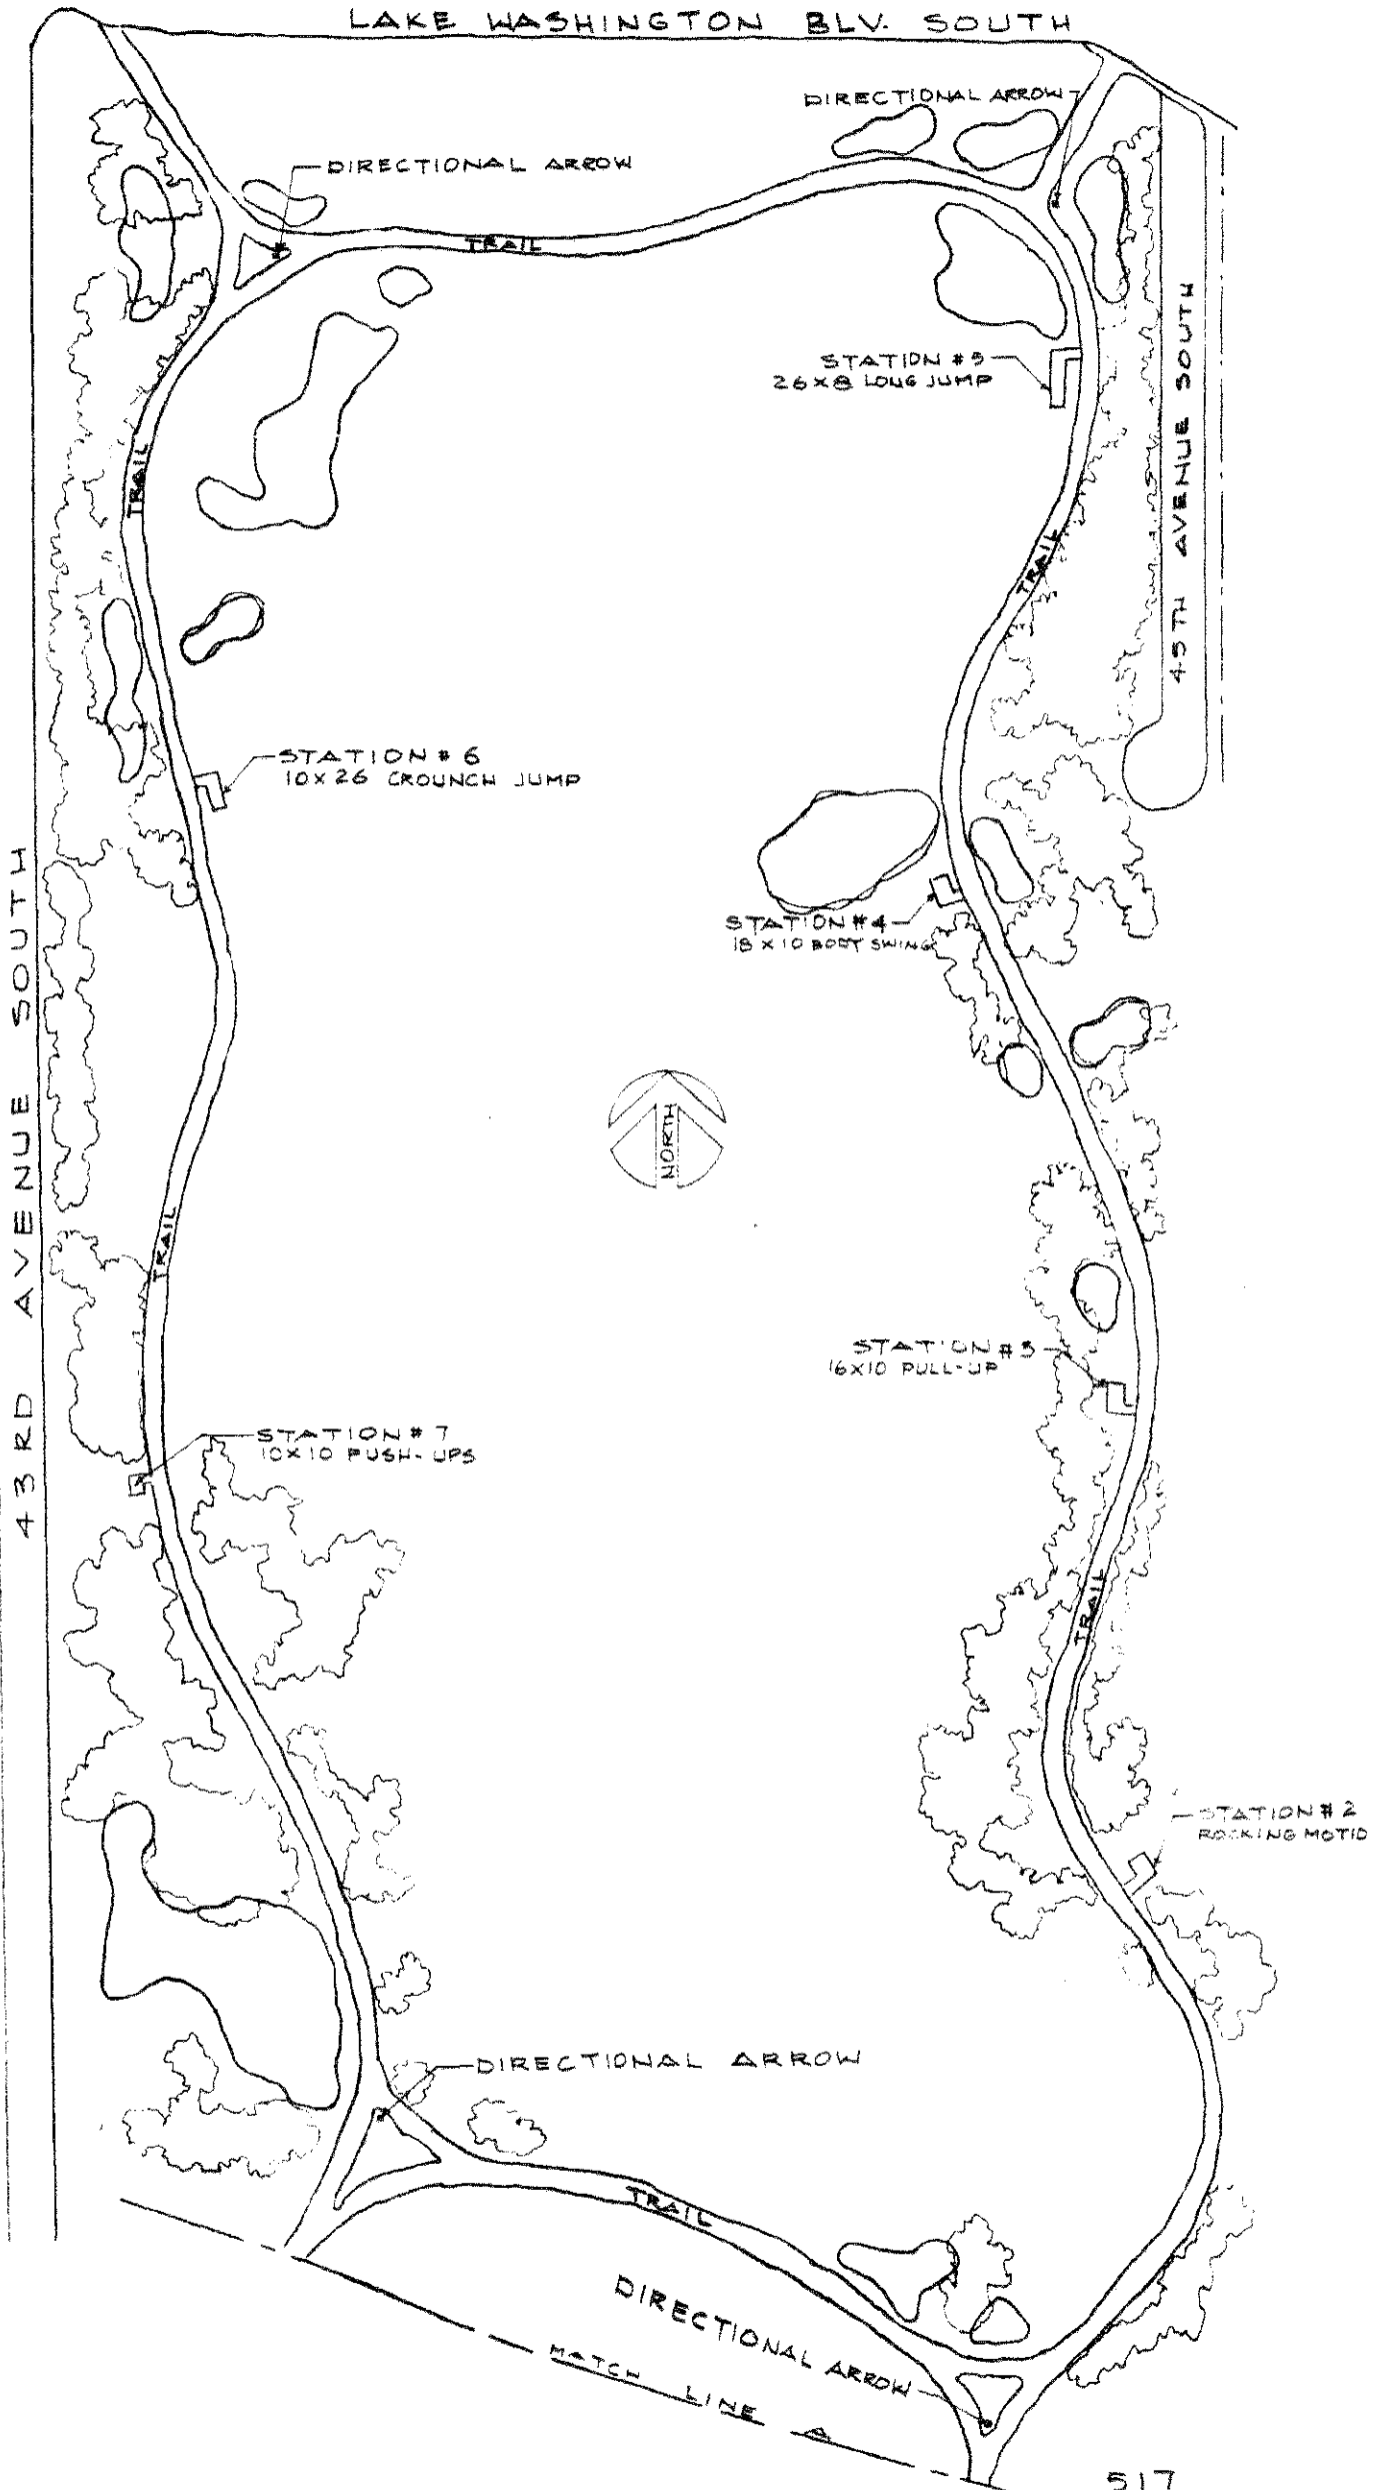 LAKE WASHINGTON BLV. SOUTH
DIRECTIONAL ARROW
DIRECTIONAL ARROW
TRAIL
45TH AVENUE SOUTH
STATION #5
26X8 LONG JUMP
TRAIL
TRAIL
STATION # 6
10X26 CROUNCH JUMP
43RD AVENUE SOUTH
STATION #4
18 X 10 BODY SWING
NORTH
TRAIL
STATION #3
16X10 PULL-UP
STATION # 7
10X10 PUSH-UPS
TRAIL
STATION # 2
ROCKING MOTIO
DIRECTIONAL ARROW
TRAIL
DIRECTIONAL ARROW
MATCH LINE A
517